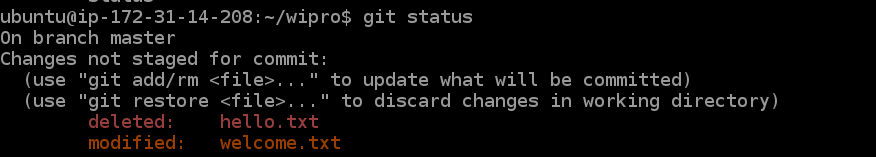 ubuntu@ip-172-31-14-208:~/wipro$ git status
On branch master
Changes not staged for commit:
  (use "git add/rm <file>..." to update what will be committed)
  (use "git restore <file>..." to discard changes in working directory)
        deleted:    hello.txt
        modified:   welcome.txt